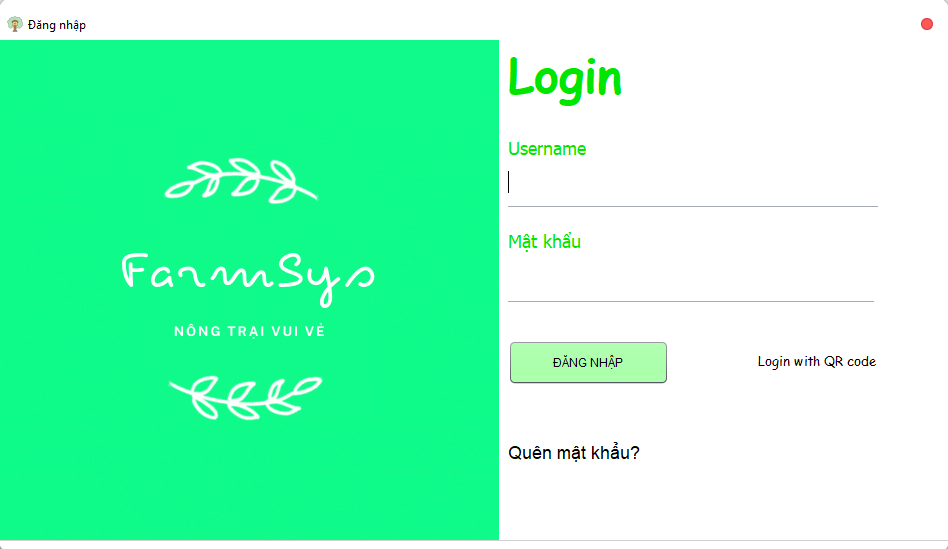 Đăng nhập
FarmSys
NÔNG TRẠI VUI VẺ
Login
Username
Mật khẩu
ĐĂNG NHẬP
Login with QR code
Quên mật khẩu?